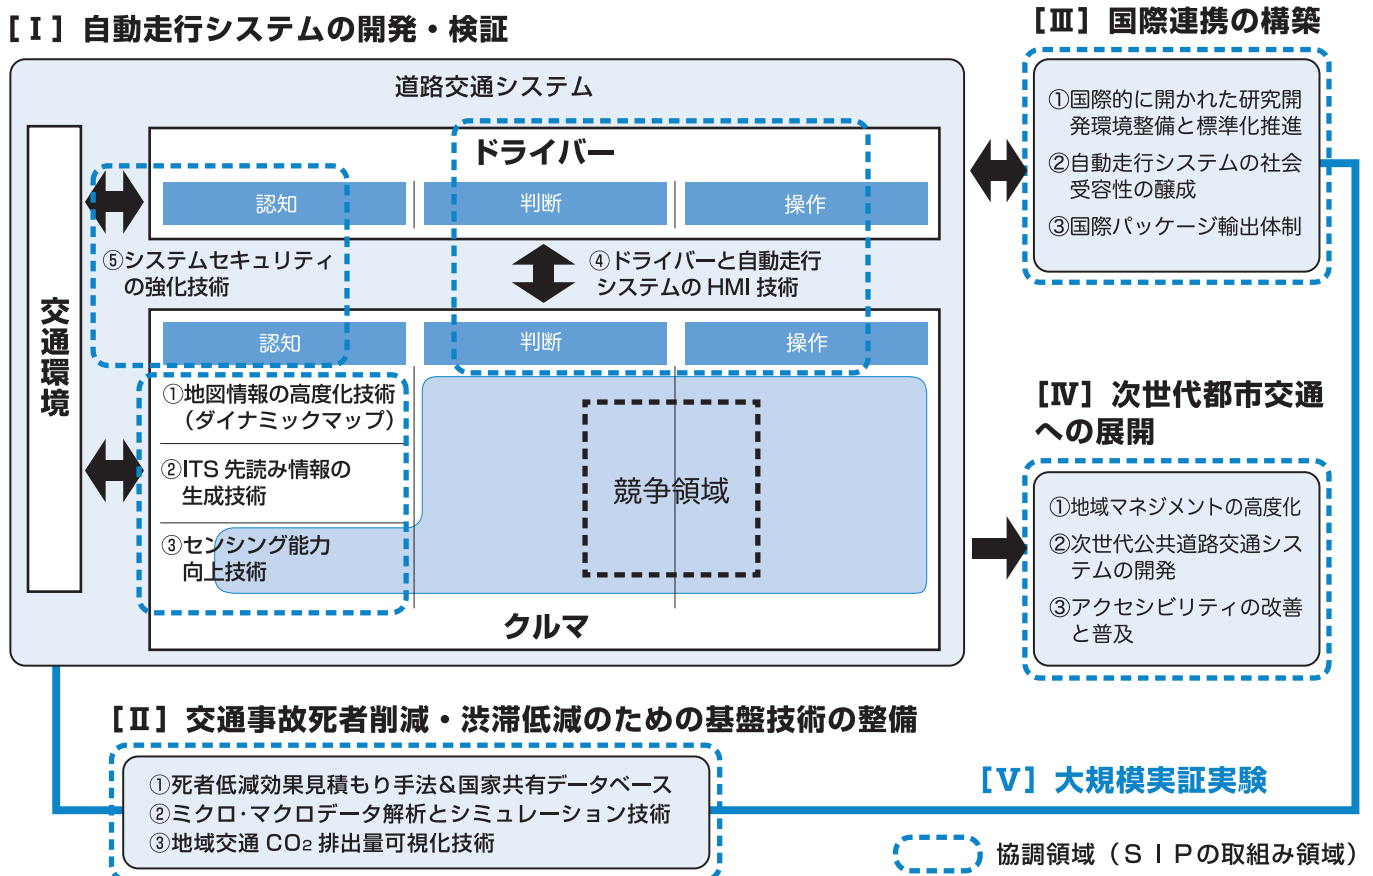 [Ⅰ] 自動走行システムの開発・検証
道路交通システム
交通環境
ドライバー
認知
判断
操作
⑤システムセキュリティ
の強化技術
④ドライバーと自動走行
システムの HMI 技術
認知
判断
操作
①地図情報の高度化技術
（ダイナミックマップ）
②ITS 先読み情報の
生成技術
③センシング能力
向上技術
競争領域
クルマ
[Ⅲ] 国際連携の構築
①国際的に開かれた研究開
発環境整備と標準化推進
②自動走行システムの社会
受容性の醸成
③国際パッケージ輸出体制
[Ⅳ] 次世代都市交通
への展開
①地域マネジメントの高度化
②次世代公共道路交通シス
テムの開発
③アクセシビリティの改善
と普及
[Ⅱ] 交通事故死者削減・渋滞低減のための基盤技術の整備
①死者低減効果見積もり手法＆国家共有データベース
②ミクロ・マクロデータ解析とシミュレーション技術
③地域交通 CO₂ 排出量可視化技術
[Ⅴ] 大規模実証実験
協調領域（ＳＩＰの取組み領域）